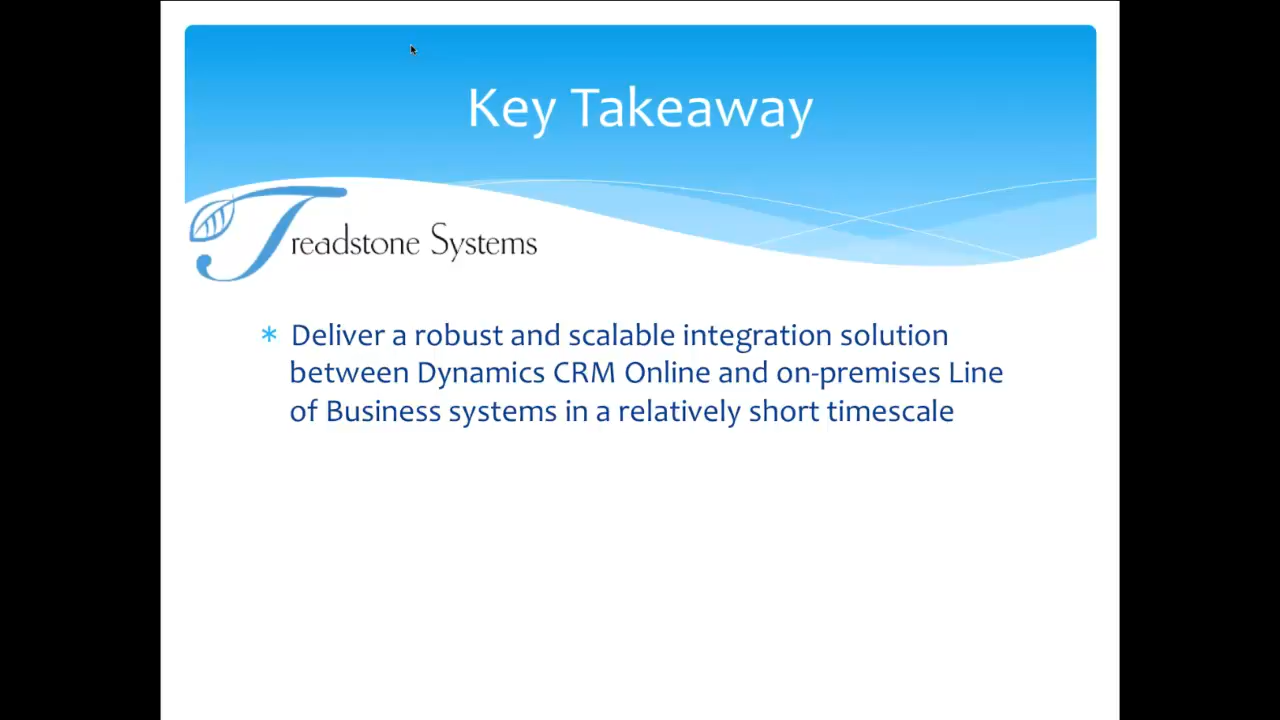 Key Takeaway
Treadstone Systems
* Deliver a robust and scalable integration solution
between Dynamics CRM Online and on-premises Line
of Business systems in a relatively short timescale